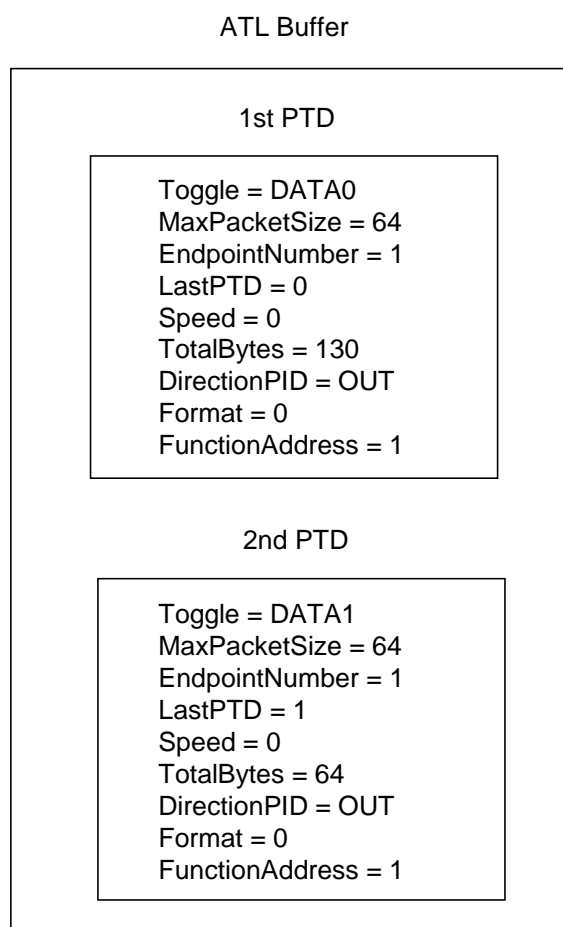 ATL Buffer
1st PTD
Toggle = DATA0
MaxPacketSize = 64
EndpointNumber = 1
LastPTD = 0
Speed = 0
TotalBytes = 130
DirectionPID = OUT
Format = 0
FunctionAddress = 1
2nd PTD
Toggle = DATA1
MaxPacketSize = 64
EndpointNumber = 1
LastPTD = 1
Speed = 0
TotalBytes = 64
DirectionPID = OUT
Format = 0
FunctionAddress = 1